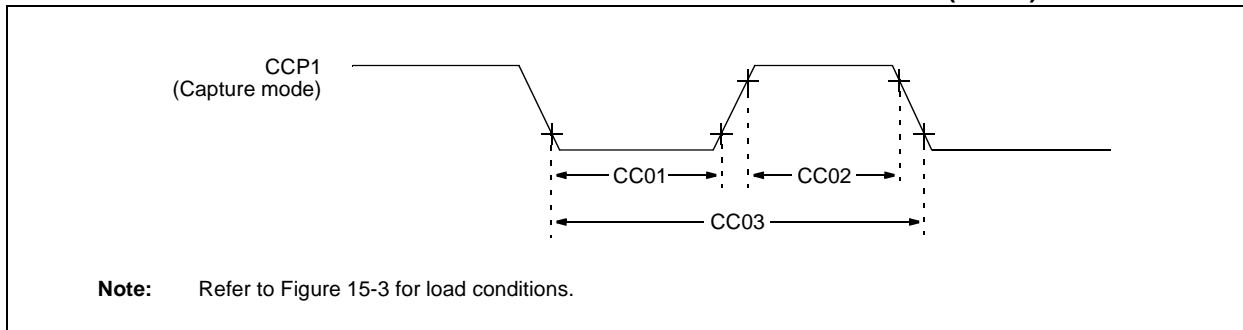 CCP1
(Capture mode)
CC01
CC02
CC03
Note: Refer to Figure 15-3 for load conditions.